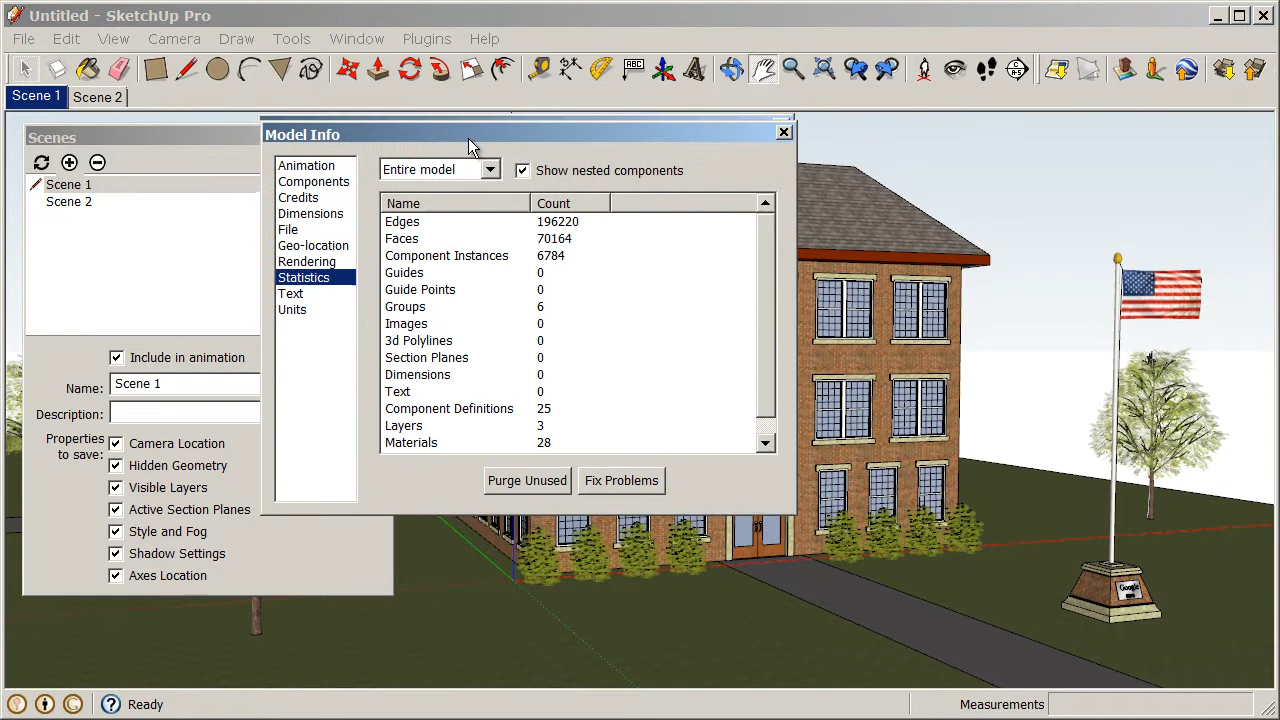 Untitled - SketchUp Pro
File Edit View Camera Draw Tools Window Plugins Help
ABC
A-5
Scene 1 Scene 2
Scenes
Scene 1
Scene 2
Include in animation
Name: Scene 1
Description:
Properties to save:
Camera Location
Hidden Geometry
Visible Layers
Active Section Planes
Style and Fog
Shadow Settings
Axes Location
Model Info
Animation
Components
Credits
Dimensions
File
Geo-location
Rendering
Statistics
Text
Units
Entire model
Show nested components
Name Count
Edges 196220
Faces 70164
Component Instances 6784
Guides 0
Guide Points 0
Groups 6
Images 0
3d Polylines 0
Section Planes 0
Dimensions 0
Text 0
Component Definitions 25
Layers 3
Materials 28
Purge Unused Fix Problems
Google
Ready
Measurements